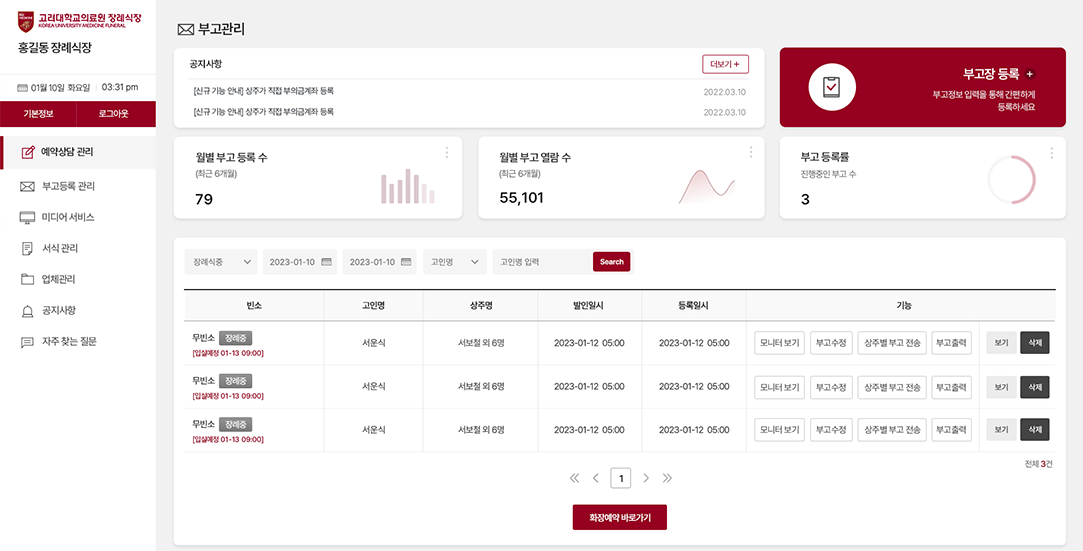 고려대학교의료원 장례식장
KOREA UNIVERSITY MEDICINE FUNERAL
홍길동 장례식장
01월 10일 화요일 03:31 pm
기본정보 로그아웃
예약상담 관리
부고등록 관리
미디어 서비스
서식 관리
업체관리
공지사항
자주 찾는 질문
부고관리
공지사항 더보기 +
[신규 기능 안내] 상주가 직접 부의금계좌 등록 2022.03.10
[신규 기능 안내] 상주가 직접 부의금계좌 등록 2022.03.10
부고장 등록 +
부고정보 입력을 통해 간편하게
등록하세요
월별 부고 등록 수
(최근 6개월)
79
월별 부고 열람 수
(최근 6개월)
55,101
부고 등록률
진행중인 부고 수
3
장례식중 2023-01-10 2023-01-10 고인명 고인명 입력 Search
빈소 고인명 상주명 발인일시 등록일시 기능
무빈소 장례중 서운식 서보철 외 6명 2023-01-12 05:00 2023-01-12 05:00 모니터 보기 부고수정 상주별 부고 전송 부고출력 보기 삭제
[입실예정 01-13 09:00]
무빈소 장례중 서운식 서보철 외 6명 2023-01-12 05:00 2023-01-12 05:00 모니터 보기 부고수정 상주별 부고 전송 부고출력 보기 삭제
[입실예정 01-13 09:00]
무빈소 장례중 서운식 서보철 외 6명 2023-01-12 05:00 2023-01-12 05:00 모니터 보기 부고수정 상주별 부고 전송 부고출력 보기 삭제
[입실예정 01-13 09:00]
전체 3건
1
화장예약 바로가기